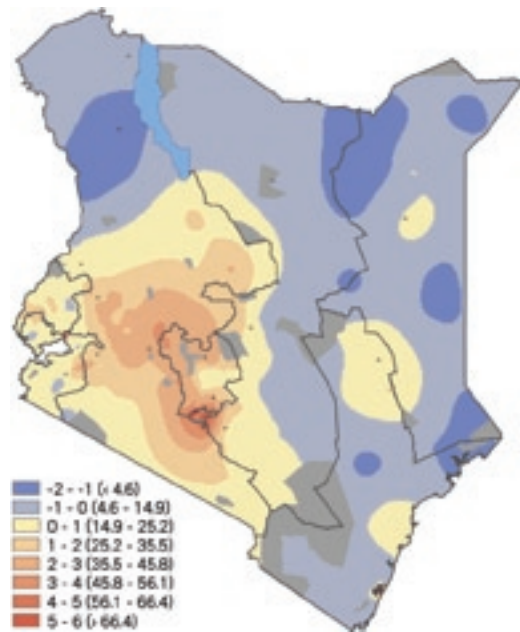 -2 - -1 (< 4.6)
-1 - 0 (4.6 - 14.9)
0 - 1 (14.9 - 25.2)
1 - 2 (25.2 - 35.5)
2 - 3 (35.5 - 45.8)
3 - 4 (45.8 - 56.1)
4 - 5 (56.1 - 66.4)
5 - 6 (> 66.4)